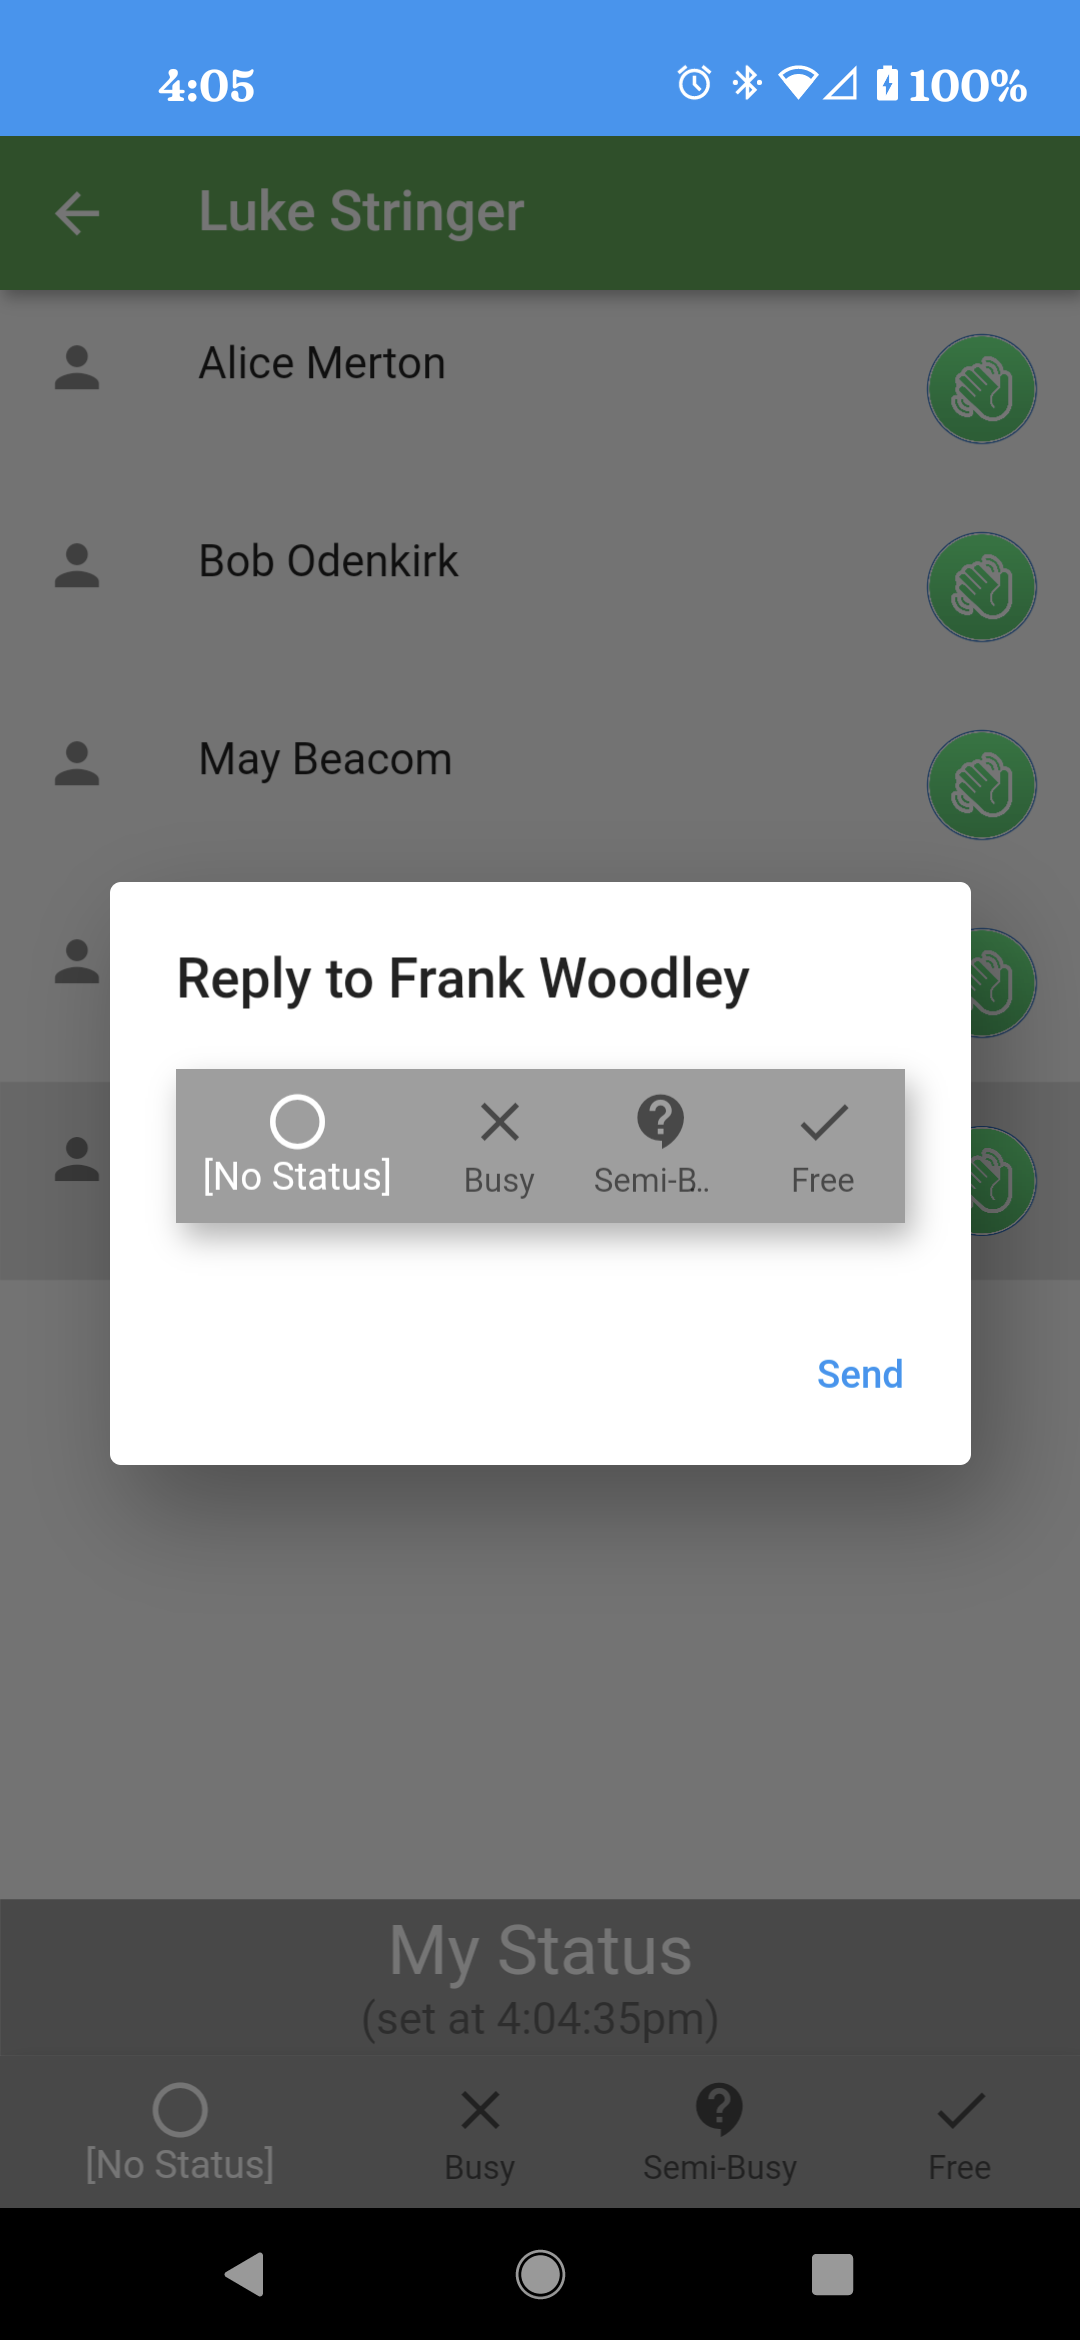 4:05
100%
Luke Stringer
Alice Merton
Bob Odenkirk
May Beacom
Reply to Frank Woodley
[No Status]
Busy
Semi-B..
Free
Send
My Status
(set at 4:04:35pm)
[No Status]
Busy
Semi-Busy
Free